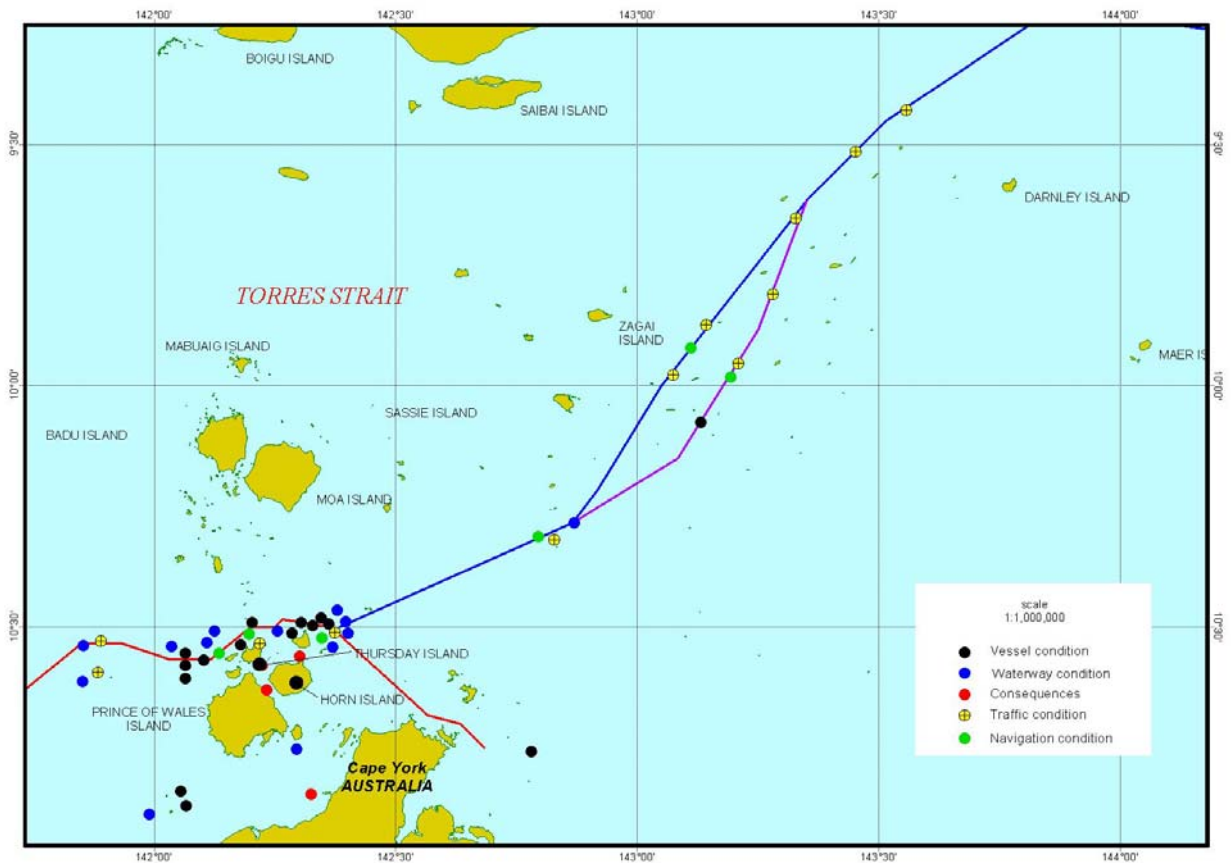 142°00'
142°30'
143°00'
143°30'
144°00'
BOIGU ISLAND
SAIBAI ISLAND
9°30'
9°30'
DARNLEY ISLAND
TORRES STRAIT
ZAGAI
ISLAND
MABUAIG ISLAND
MAER IS
10°00'
10°00'
SASSIE ISLAND
BADU ISLAND
MOA ISLAND
10°30'
10°30'
THURSDAY ISLAND
HORN ISLAND
PRINCE OF WALES
ISLAND
Cape York
AUSTRALIA
scale
1:1,000,000
Vessel condition
Waterway condition
Consequences
Traffic condition
Navigation condition
142°00'
142°30'
143°00'
143°30'
144°00'